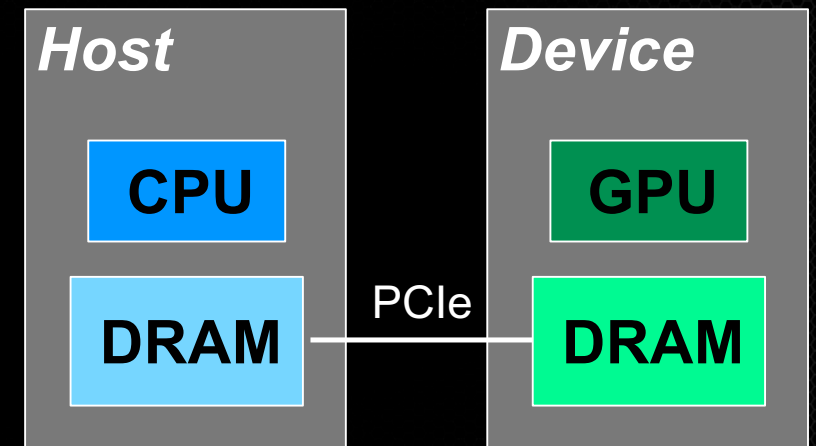 Host
CPU
DRAM
PCIe
Device
GPU
DRAM